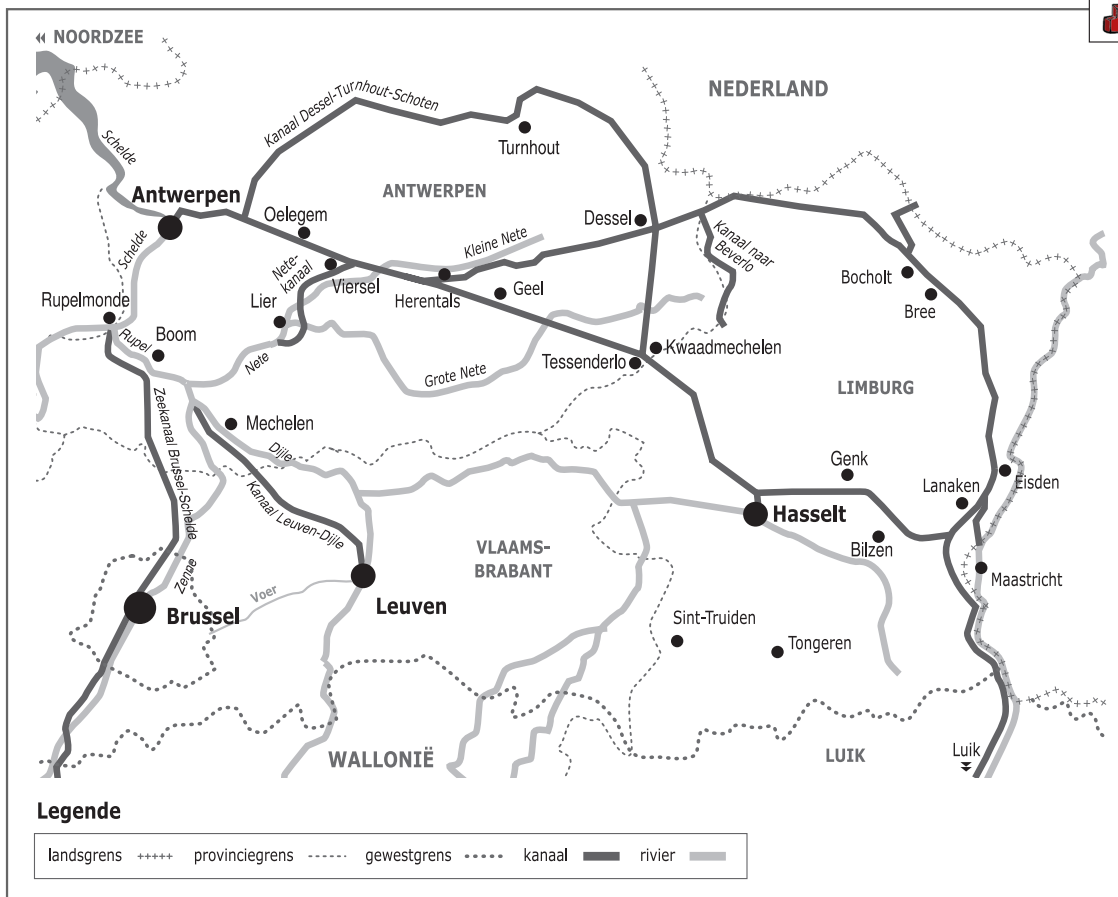 NOORDZEE
NEDERLAND
Kanaal Dessel-Turnhout-Schoten
Turnhout
Schelde
Antwerpen
ANTWERPEN
Oelegem
Dessel
Schelde
Kleine Nete
Kanaal naar
Beverlo
Nete-
kanaal
Viersel
Herentals
Geel
Bocholt
Bree
Rupelmonde
Lier
Rupel
Boom
Nete
Grote Nete
Kwaadmechelen
Tessenderlo
LIMBURG
Zeekanaal Brussel-Schelde
Mechelen
Dijle
Kanaal Leuven-Dijle
Genk
Lanaken
Eisden
Hasselt
Bilzen
VLAAMS-
BRABANT
Maastricht
Zenne
Voer
Leuven
Brussel
Sint-Truiden
Tongeren
WALLONIË
LUIK
Luik
Legende
landsgrens provinciegrens gewestgrens kanaal rivier